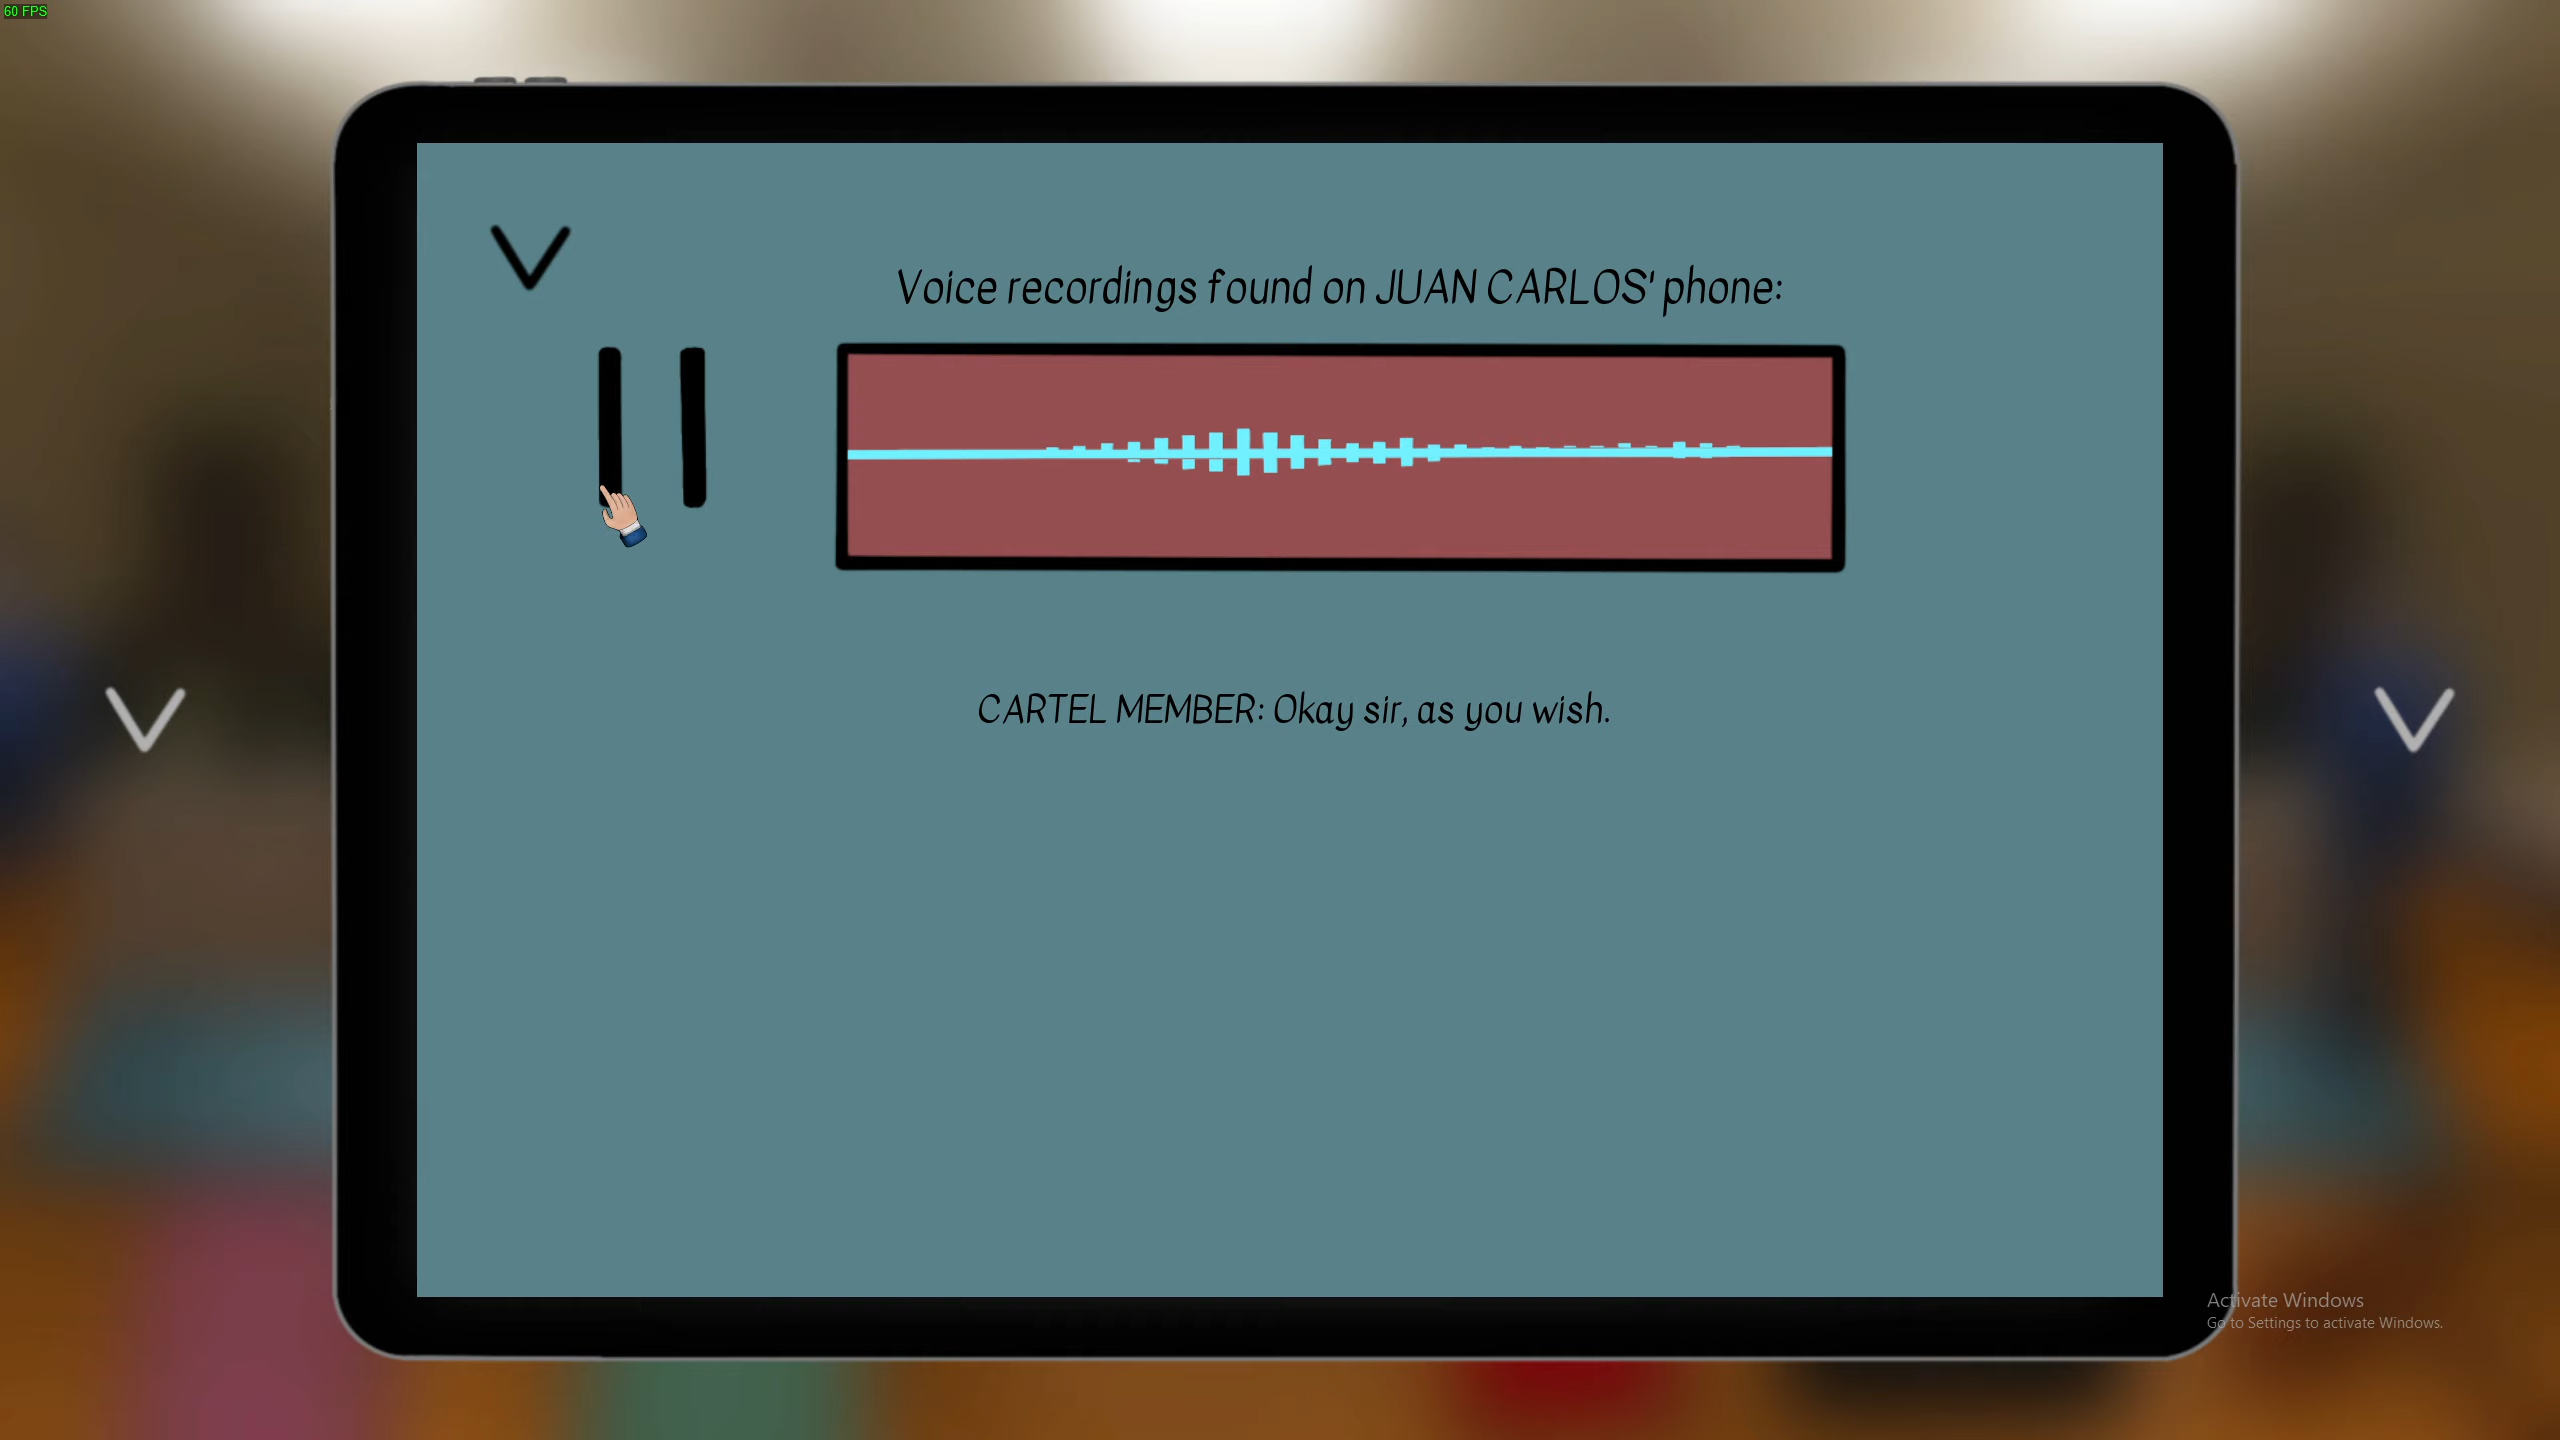 60 FPS
Voice recordings found on JUAN CARLOS' phone:
CARTEL MEMBER: Okay sir, as you wish.
Activate Windows
Go to Settings to activate Windows.